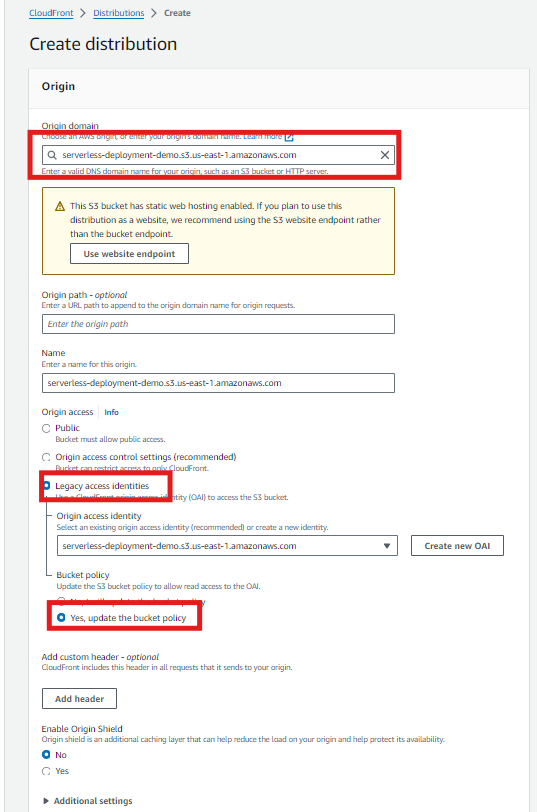 CloudFront > Distributions > Create
Create distribution
Origin
Origin domain
Choose an AWS origin, or enter your origin's domain name. Learn more
serverless-deployment-demo.s3.us-east-1.amazonaws.com
Enter a valid DNS domain name for your origin, such as an S3 bucket or HTTP server.
This S3 bucket has static web hosting enabled. If you plan to use this
distribution as a website, we recommend using the S3 website endpoint rather
than the bucket endpoint.
Use website endpoint
Origin path - optional
Enter a URL path to append to the origin domain name for origin requests.
Enter the origin path
Name
Enter a name for this origin.
serverless-deployment-demo.s3.us-east-1.amazonaws.com
Origin access Info
Public
Bucket must allow public access.
Origin access control settings (recommended)
Bucket can restrict access to only CloudFront.
Legacy access identities
Use a CloudFront origin access identity (OAI) to access the S3 bucket.
Origin access identity
Select an existing origin access identity (recommended) or create a new identity.
serverless-deployment-demo.s3.us-east-1.amazonaws.com
Create new OAI
Bucket policy
Update the S3 bucket policy to allow read access to the OAI.
No, I will update the bucket policy
Yes, update the bucket policy
Add custom header - optional
CloudFront includes this header in all requests that it sends to your origin.
Add header
Enable Origin Shield
Origin shield is an additional caching layer that can help reduce the load on your origin and help protect its availability.
No
Yes
Additional settings